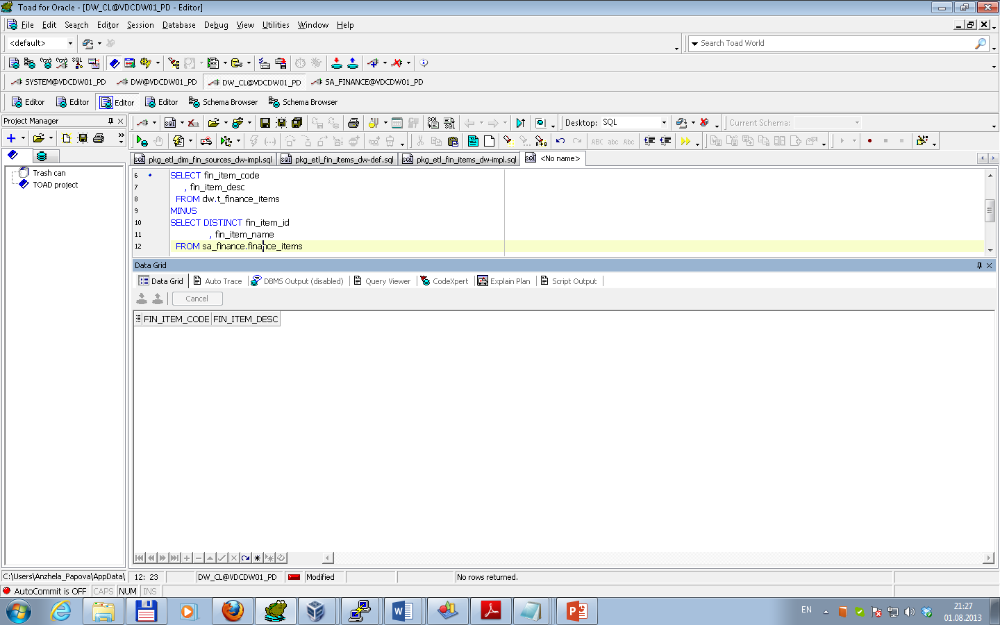 Toad for Oracle - [DW_CL@VDCDW01_PD - Editor]
File Edit Search Editor Session Database Debug View Utilities Window Help
<default> Search Toad World
SYSTEM@VDCDW01_PD DW@VDCDW01_PD DW_CL@VDCDW01_PD SA_FINANCE@VDCDW01_PD
Editor Editor Editor Editor Schema Browser Schema Browser
Project Manager
Desktop: SQL Current Schema:
pkg_etl_dim_fin_sources_dw-impl.sql pkg_etl_fin_items_dw-def.sql pkg_etl_fin_items_dw-impl.sql <No name>
Trash can
TOAD project
6 SELECT fin_item_code
7 , fin_item_desc
8 FROM dw.t_finance_items
9 MINUS
10 SELECT DISTINCT fin_item_id
11 , fin_item_name
12 FROM sa_finance.finance_items
Data Grid
Data Grid Auto Trace DBMS Output (disabled) Query Viewer CodeXpert Explain Plan Script Output
Cancel
FIN_ITEM_CODE FIN_ITEM_DESC
C:\Users\Anzhela_Papova\AppData\ 12: 23 DW_CL@VDCDW01_PD Modified No rows returned.
AutoCommit is OFF CAPS NUM INS
EN 21:27
01.08.2013